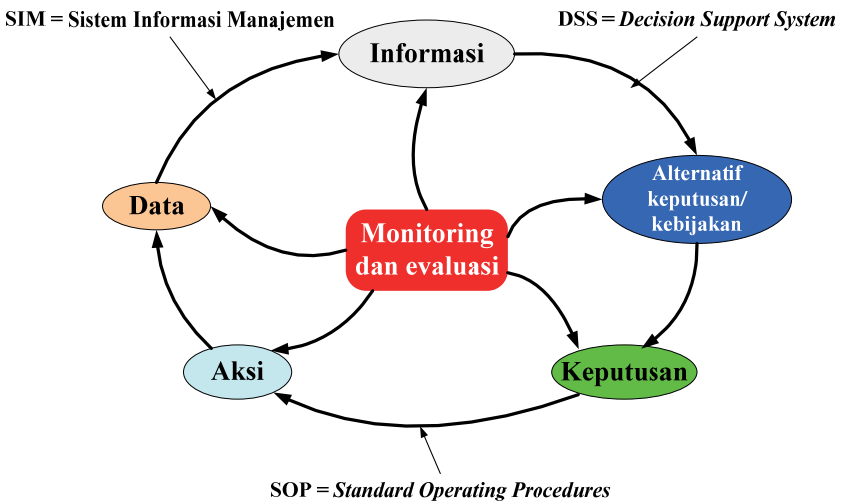 SIM = Sistem Informasi Manajemen
DSS = Decision Support System
Informasi
Data
Alternatif
keputusan/
kebijakan
Monitoring
dan evaluasi
Aksi
Keputusan
SOP = Standard Operating Procedures